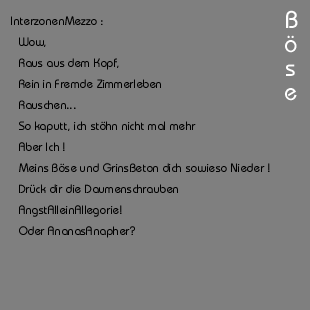 InterzonenMezzo :
Wow,
Raus aus dem Kopf,
Rein in Fremde Zimmerleben
Rauschen...
So kaputt, ich stöhn nicht mal mehr
Aber Ich !
Meins Böse und GrinsBeton dich sowieso Nieder !
Drück dir die Daumenschrauben
AngstAlleinAllegorie!
Oder AnanasAnapher?
B
ö
s
e